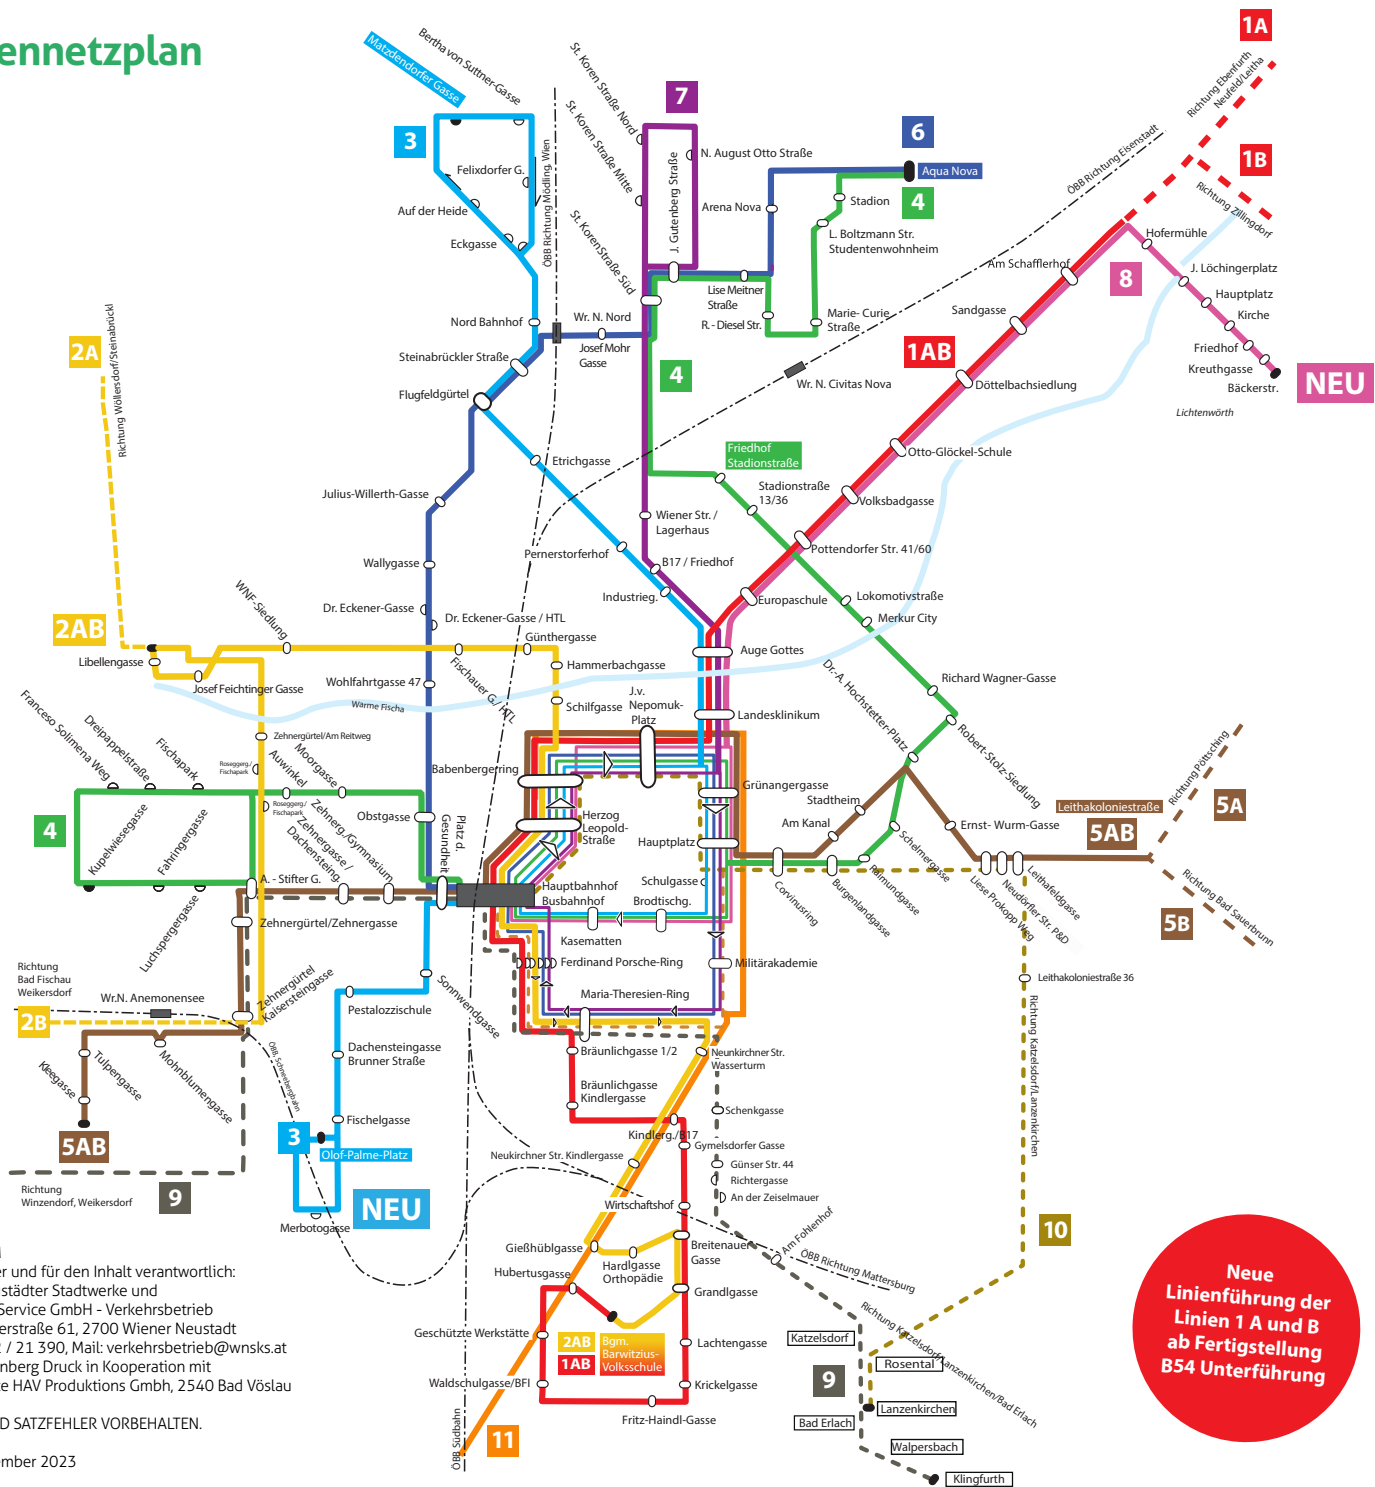 ennetzplan
Matzdendorfer Gasse
Bertha von Suttner-Gasse
3
Felixdorfer G.
Auf der Heide
Eckgasse
Nord Bahnhof
Steinabrückler Straße
Flugfeldgürtel
ÖBB Richtung Mödling, Wien
St. Koren Straße Nord
St. Koren Straße Mitte
St. Koren Straße Süd
7
N. August Otto Straße
J. Gutenberg Straße
6
Aqua Nova
4
Arena Nova
Stadion
L. Boltzmann Str.
Studentenwohnheim
Lise Meitner
Straße
R. - Diesel Str.
Marie- Curie
Straße
Wr. N. Nord
Josef Mohr
Gasse
4
Wr. N. Civitas Nova
ÖBB Richtung Eisenstadt
1A
Richtung Ebenfurth
Neufeld/Leitha
1B
Richtung Zillingdorf
Hofermühle
J. Löchingerplatz
Hauptplatz
Kirche
Friedhof
Kreuthgasse
Bäckerstr.
NEU
Lichtenwörth
8
Am Schafflerhof
Sandgasse
1AB
Döttelbachsiedlung
Otto-Glöckel-Schule
Volksbadgasse
Pottendorfer Str. 41/60
Europaschule
2A
Richtung Wöllersdorf/Steinabrückl
Friedhof
Stadionstraße
Stadionstraße
13/36
Etrichgasse
Julius-Willerth-Gasse
Wiener Str. /
Lagerhaus
Pernerstorferhof
B17 / Friedhof
Industrieg.
Wallygasse
Dr. Eckener-Gasse
Dr. Eckener-Gasse / HTL
Lokomotivstraße
Merkur City
WNF-Siedlung
2AB
Libellengasse
Josef Feichtinger Gasse
Günthergasse
Fischauer G./ HTL
Hammerbachgasse
Auge Gottes
Wohlfahrtgasse 47
Warme Fischa
Schilfgasse
J.v.
Nepomuk-
Platz
Landesklinikum
Dr.-A. Hochstetter-Platz
Richard Wagner-Gasse
Robert-Stolz-Siedlung
Franceso Solimena Weg
Dreipappelstraße
Fischapark
Zehnergürtel/Am Reitweg
Rosegger­g./
Fischapark
Auwinkel
Moorgasse
Rosegger­g./
Fischapark
Babenbergerring
Grünangergasse
4
Kupelwiesegasse
Fahringergasse
Luchspergergasse
Zehnergasse /
Dachensteing.
Zehnerg./Gymnasium
Obstgasse
Platz d.
Gesundheit
Herzog
Leopold-
Straße
Hauptplatz
Stadtheim
Am Kanal
Schelmergasse
Ernst- Wurm-Gasse
Leithakoloniestraße
5AB
Richtung Pöttsching
5A
Richtung Bad Sauerbrunn
5B
A. - Stifter G.
Zehnergürtel/Zehnergasse
Hauptbahnhof
Busbahnhof
Schulgasse
Brodtischg.
Kasematten
Corvinusring
Burgenlandgasse
Raimundgasse
Liese Prokopp Weg
Neudörfler Str. P&D
Leithafeldgasse
Leithakoloniestraße 36
Richtung
Bad Fischau
Weikersdorf
Wr.N. Anemonensee
2B
Zehnergürtel
Kaisersteingasse
Pestalozzischule
Sonnwendgasse
Ferdinand Porsche-Ring
Militärakademie
Maria-Theresien-Ring
Kleegasse
Tulpengasse
Mohnblumengasse
5AB
ÖBB Schneebergbahn
Dachensteingasse
Brunner Straße
Fischelgasse
3
Olof-Palme-Platz
NEU
Merbotogasse
Richtung
Winzendorf, Weikersdorf
9
Bräunlichgasse 1/2
Bräunlichgasse
Kindlergasse
Kindlerg./B17
Neunkirchner Str.
Wasserturm
Schenkgasse
Gymelsdorfer Gasse
Günser Str. 44
Richtergasse
An der Zeiselmauer
Neukirchner Str. Kindlergasse
Wirtschaftshof
Gießhüblgasse
Hardlgasse
Orthopädie
Breitenauer
Gasse
Hubertusgasse
Grandlgasse
Geschützte Werkstätte
2AB
1AB
Bgm.
Barwitzius-
Volksschule
Lachtengasse
Waldschulgasse/BFI
Krickelgasse
Fritz-Haindl-Gasse
11
ÖBB Südbahn
Am Fohlenhof
ÖBB Richtung Mattersburg
Richtung Katzelsdorf/Lanzenkirchen
10
Richtung Katzelsdorf/Lanzenkirchen/Bad Erlach
Katzelsdorf
Rosental
9
Lanzenkirchen
Bad Erlach
Walpersbach
Klingfurth
Neue
Linienführung der
Linien 1 A und B
ab Fertigstellung
B54 Unterführung
er und für den Inhalt verantwortlich:
städter Stadtwerke und
Service GmbH - Verkehrsbetrieb
erstraße 61, 2700 Wiener Neustadt
2 / 21 390, Mail: verkehrsbetrieb@wnsks.at
nberg Druck in Kooperation mit
te HAV Produktions Gmbh, 2540 Bad Vöslau
D SATZFEHLER VORBEHALTEN.
ember 2023